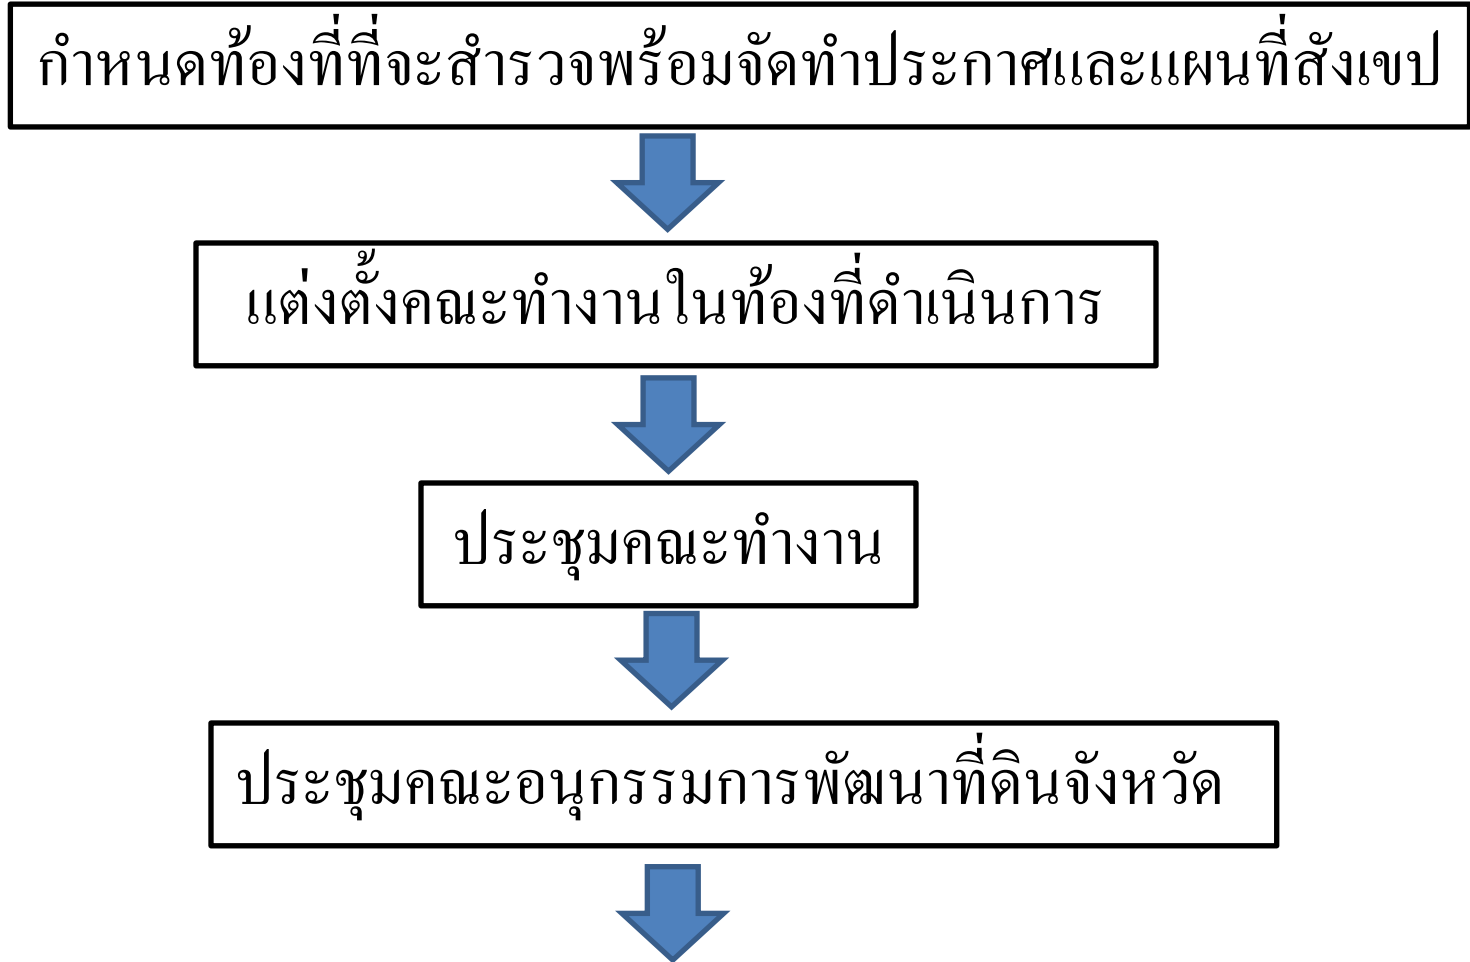 กำหนดท้องที่ที่จะสำรวจพร้อมจัดทำประกาศและแผนที่สังเขป
แต่งตั้งคณะทำงานในท้องที่ดำเนินการ
ประชุมคณะทำงาน
ประชุมคณะอนุกรรมการพัฒนาที่ดินจังหวัด